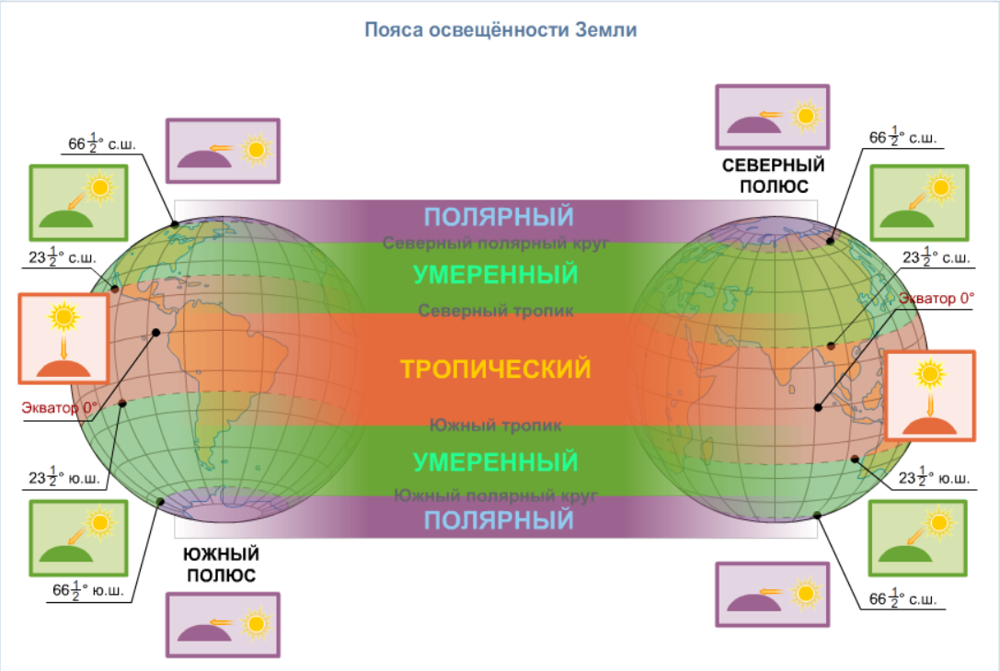 Пояса освещённости Земли
66 1/2° с.ш.
66 1/2° с.ш.
СЕВЕРНЫЙ
ПОЛЮС
ПОЛЯРНЫЙ
Северный полярный круг
23 1/2° с.ш.
23 1/2° с.ш.
УМЕРЕННЫЙ
Экватор 0°
Северный тропик
ТРОПИЧЕСКИЙ
Экватор 0°
Южный тропик
УМЕРЕННЫЙ
23 1/2° ю.ш.
23 1/2° ю.ш.
Южный полярный круг
ПОЛЯРНЫЙ
ЮЖНЫЙ
ПОЛЮС
66 1/2° ю.ш.
66 1/2° с.ш.